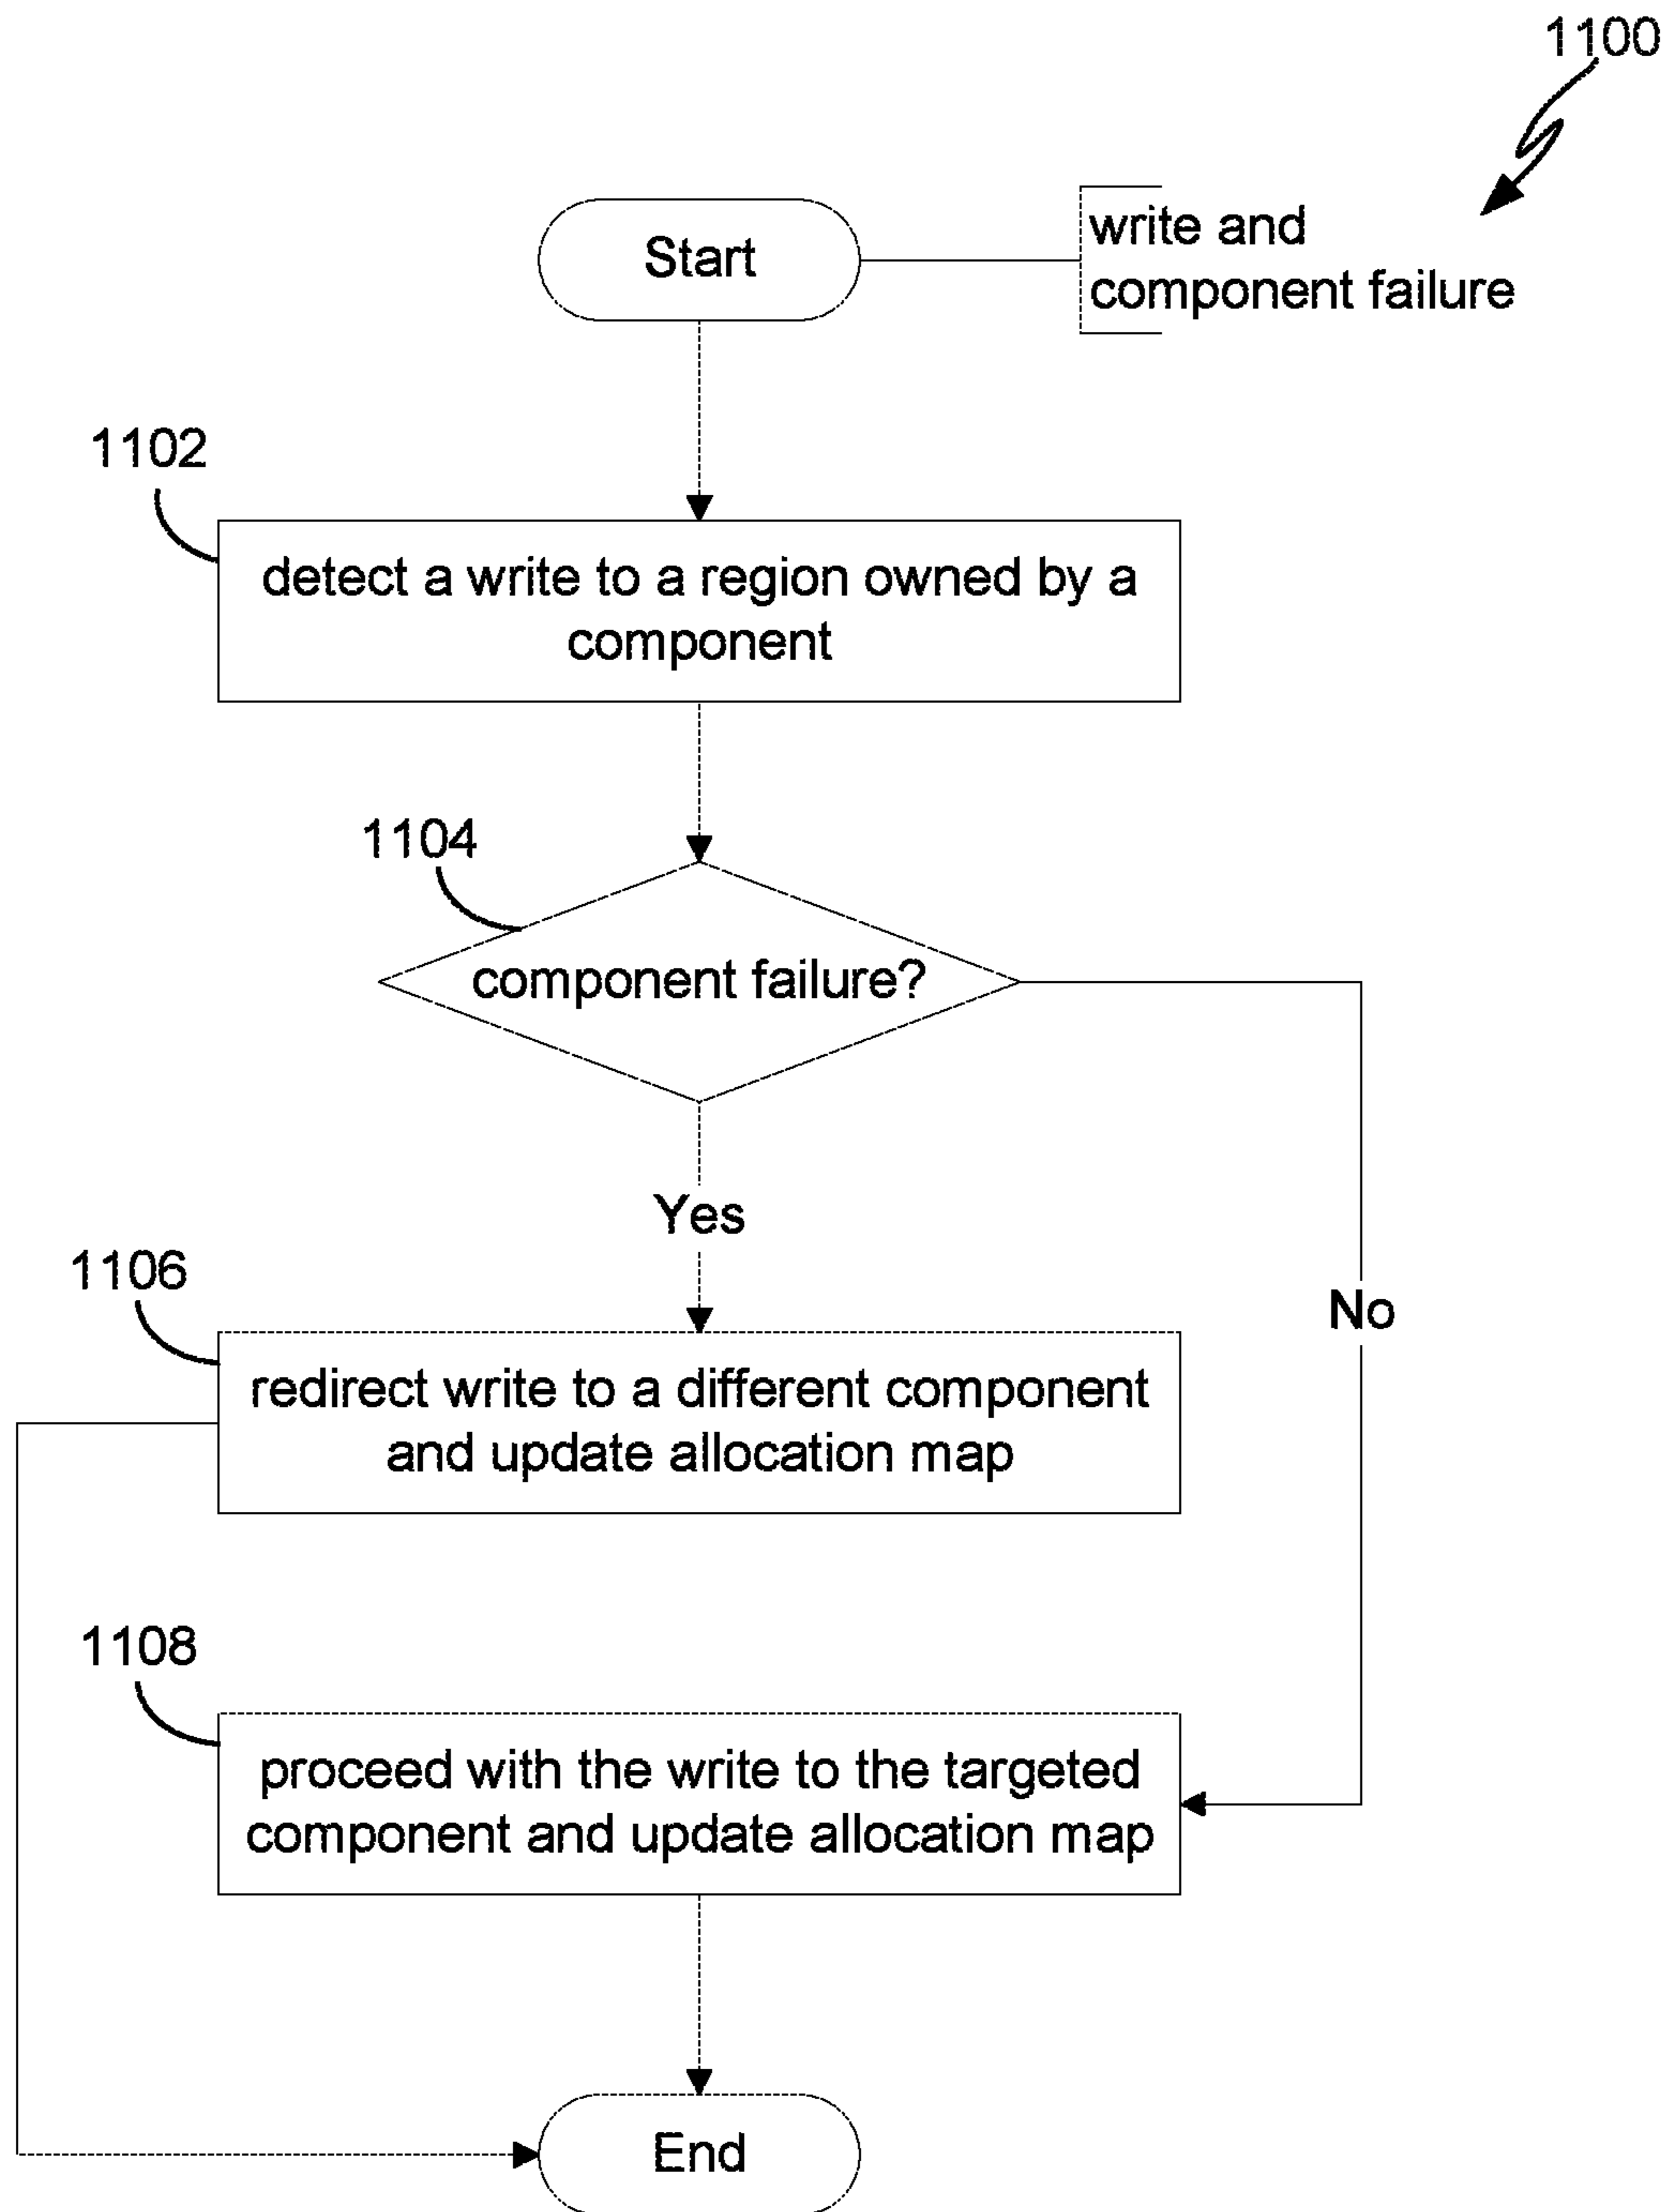 1100
Start
write and
component failure
1102
detect a write to a region owned by a
component
1104
component failure?
Yes
No
1106
redirect write to a different component
and update allocation map
1108
proceed with the write to the targeted
component and update allocation map
End